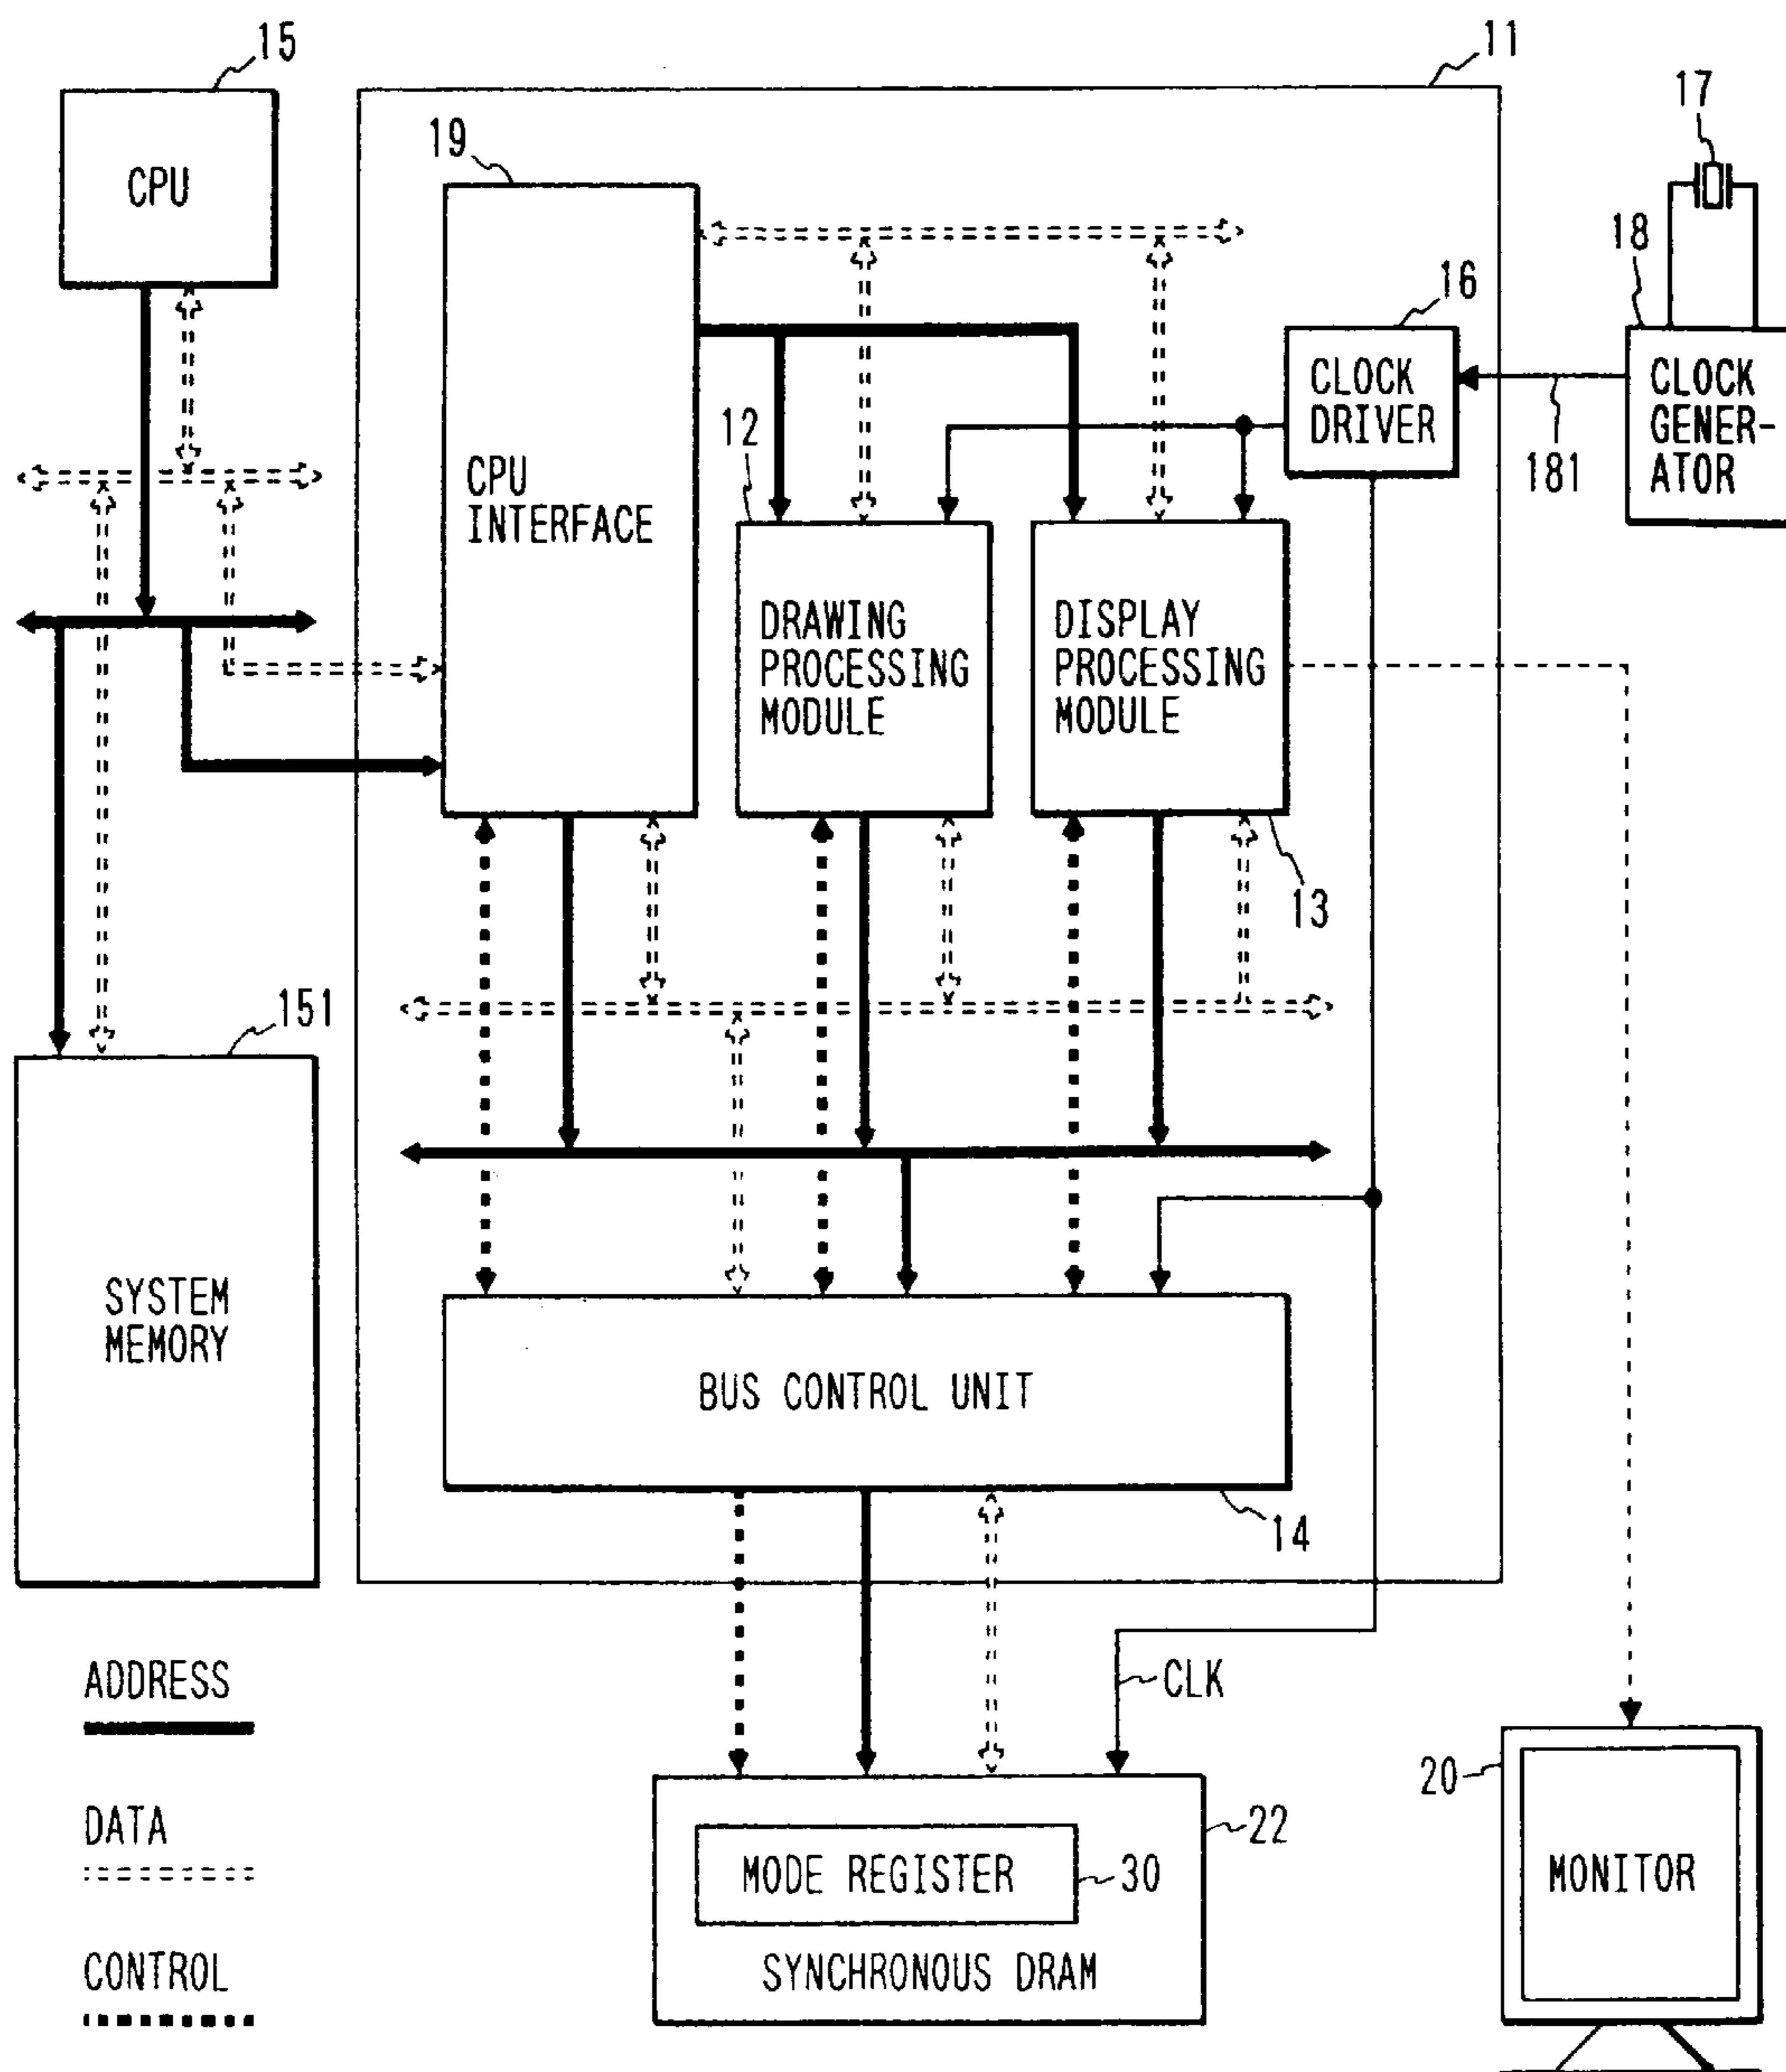 15
11
17
19
CPU
18
16
CLOCK
DRIVER
CLOCK
GENER-
ATOR
181
12
CPU
INTERFACE
DRAWING
PROCESSING
MODULE
DISPLAY
PROCESSING
MODULE
13
151
SYSTEM
MEMORY
BUS CONTROL UNIT
14
ADDRESS
CLK
DATA
20
22
MODE REGISTER
30
MONITOR
CONTROL
SYNCHRONOUS DRAM